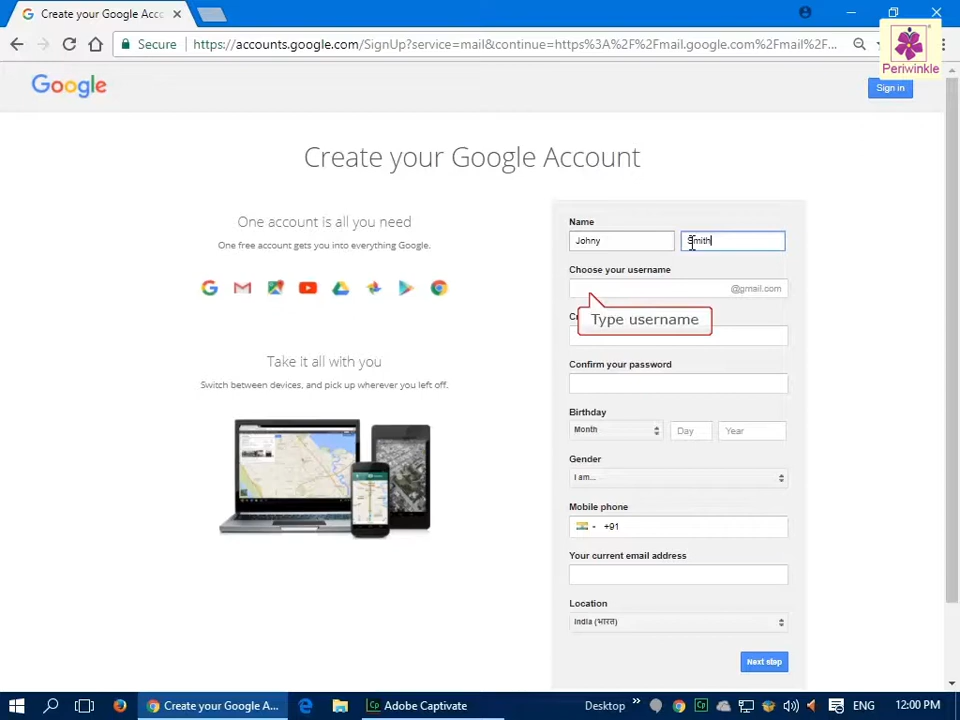 Create your Google Acc
Secure
https://accounts.google.com/SignUp?service=mail&continue=https%3A%2F%2Fmail.google.com%2Fmail%2F...
Periwinkle
Google
Sign in
Create your Google Account
One account is all you need
One free account gets you into everything Google.
Take it all with you
Switch between devices, and pick up wherever you left off.
Name
Johny
Smith
Choose your username
@gmail.com
Type username
Confirm your password
Birthday
Month
Day
Year
Gender
I am...
Mobile phone
+91
Your current email address
Location
India (भारत)
Next step
Create your Google A...
Adobe Captivate
Desktop
ENG
12:00 PM